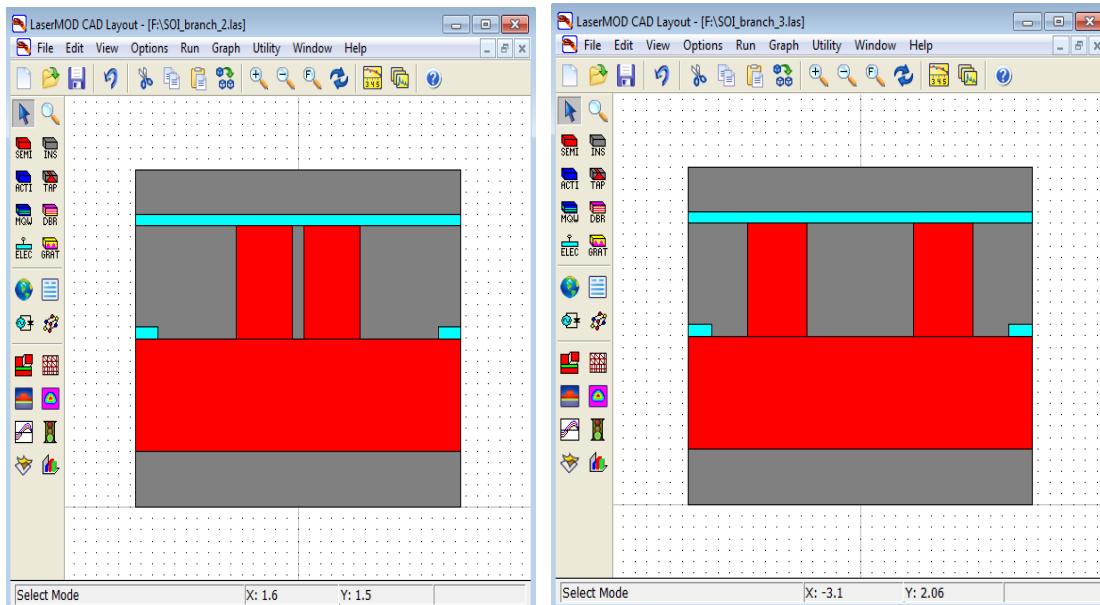 LaserMOD CAD Layout - [F:\SOI_branch_2.las]
File Edit View Options Run Graph Utility Window Help
SEMI INS
ACTI TAP
MQW DBR
ELEC GRAT
Select Mode X: 1.6 Y: 1.5
LaserMOD CAD Layout - [F:\SOI_branch_3.las]
File Edit View Options Run Graph Utility Window Help
SEMI INS
ACTI TAP
MQW DBR
ELEC GRAT
Select Mode X: -3.1 Y: 2.06